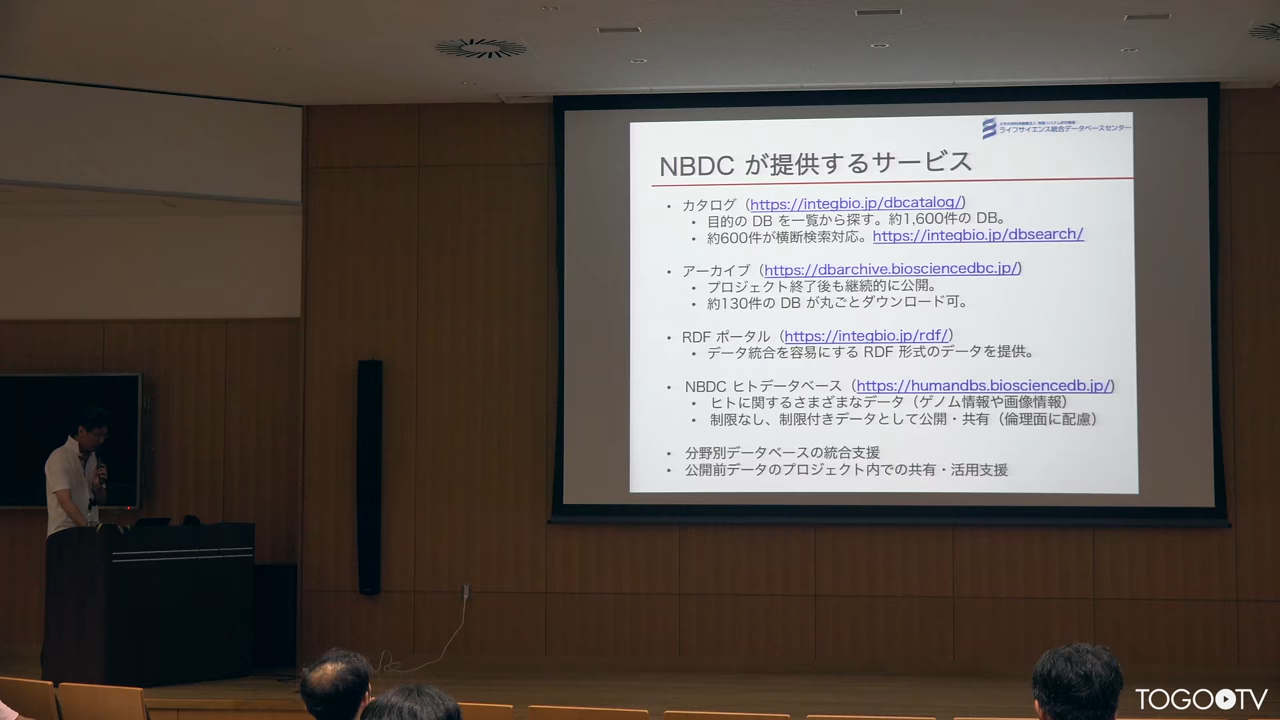 ライフサイエンス統合データベースセンター
NBDC が提供するサービス
• カタログ（https://integbio.jp/dbcatalog/)
• 目的の DB を一覧から探す。約1,600件の DB。
• 約600件が横断検索対応。https://integbio.jp/dbsearch/
• アーカイブ（https://dbarchive.biosciencedbc.jp/)
• プロジェクト終了後も継続的に公開。
• 約130件の DB が丸ごとダウンロード可。
• RDF ポータル（https://integbio.jp/rdf/)
• データ統合を容易にする RDF 形式のデータを提供。
• NBDC ヒトデータベース（https://humandbs.biosciencedb.jp/)
• ヒトに関するさまざまなデータ（ゲノム情報や画像情報）
• 制限なし、制限付きデータとして公開・共有（倫理面に配慮）
• 分野別データベースの統合支援
• 公開前データのプロジェクト内での共有・活用支援
TOGO TV